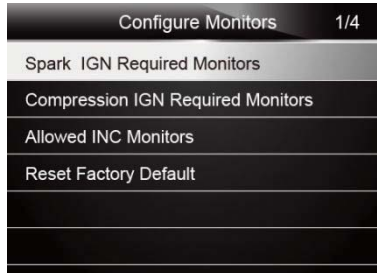 Configure Monitors 1/4
Spark IGN Required Monitors
Compression IGN Required Monitors
Allowed INC Monitors
Reset Factory Default